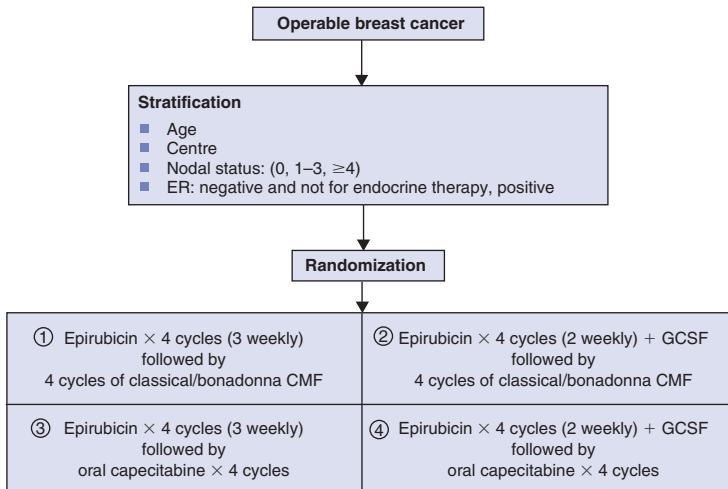 Operable breast cancer
Stratification
■ Age
■ Centre
■ Nodal status: (0, 1–3, ≥4)
■ ER: negative and not for endocrine therapy, positive
Randomization
① Epirubicin × 4 cycles (3 weekly)
followed by
4 cycles of classical/bonadonna CMF
② Epirubicin × 4 cycles (2 weekly) + GCSF
followed by
4 cycles of classical/bonadonna CMF
③ Epirubicin × 4 cycles (3 weekly)
followed by
oral capecitabine × 4 cycles
④ Epirubicin × 4 cycles (2 weekly) + GCSF
followed by
oral capecitabine × 4 cycles